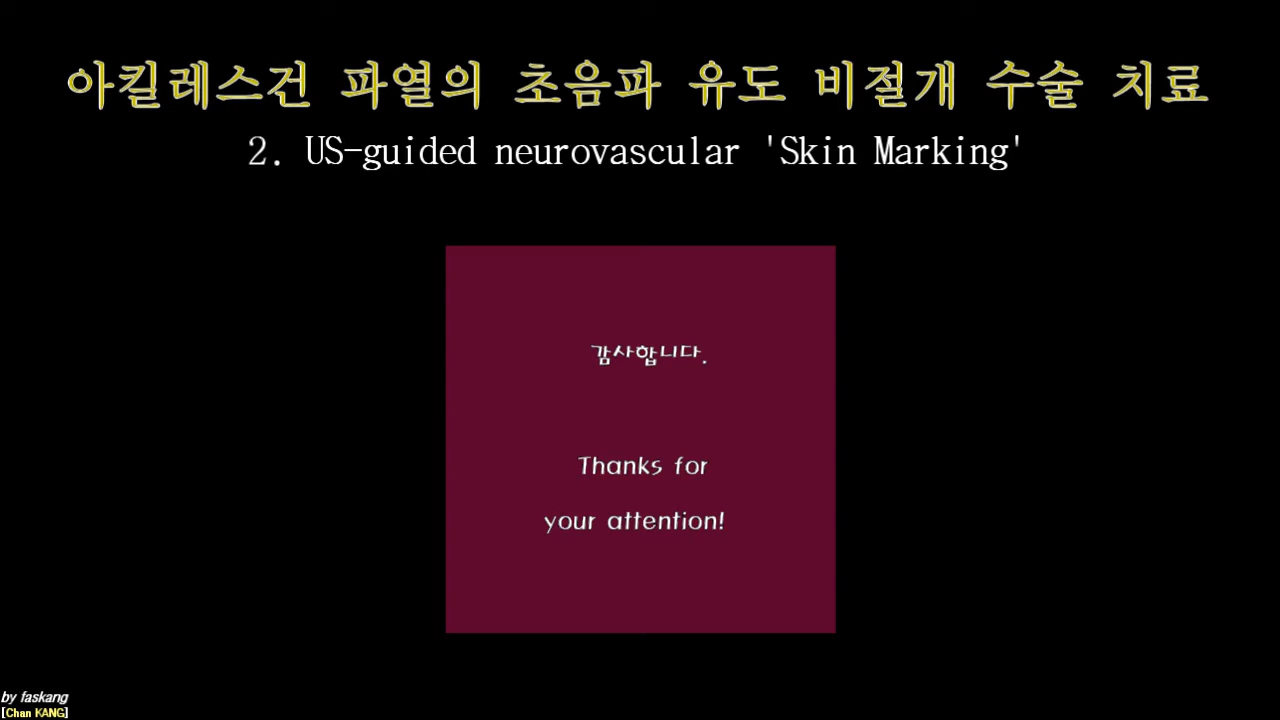 아킬레스건 파열의 초음파 유도 비절개 수술 치료
2. US-guided neurovascular 'Skin Marking'
감사합니다.
Thanks for
your attention!
by faskang
[Chan KANG]